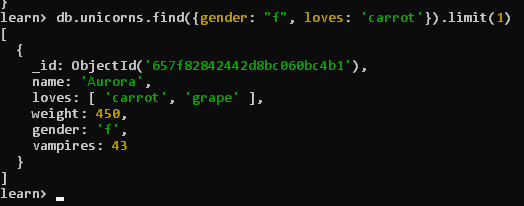 }
learn> db.unicorns.find({gender: "f", loves: 'carrot'}).limit(1)
[
  {
    _id: ObjectId('657f82842442d8bc060bc4b1'),
    name: 'Aurora',
    loves: [ 'carrot', 'grape' ],
    weight: 450,
    gender: 'f',
    vampires: 43
  }
]
learn>